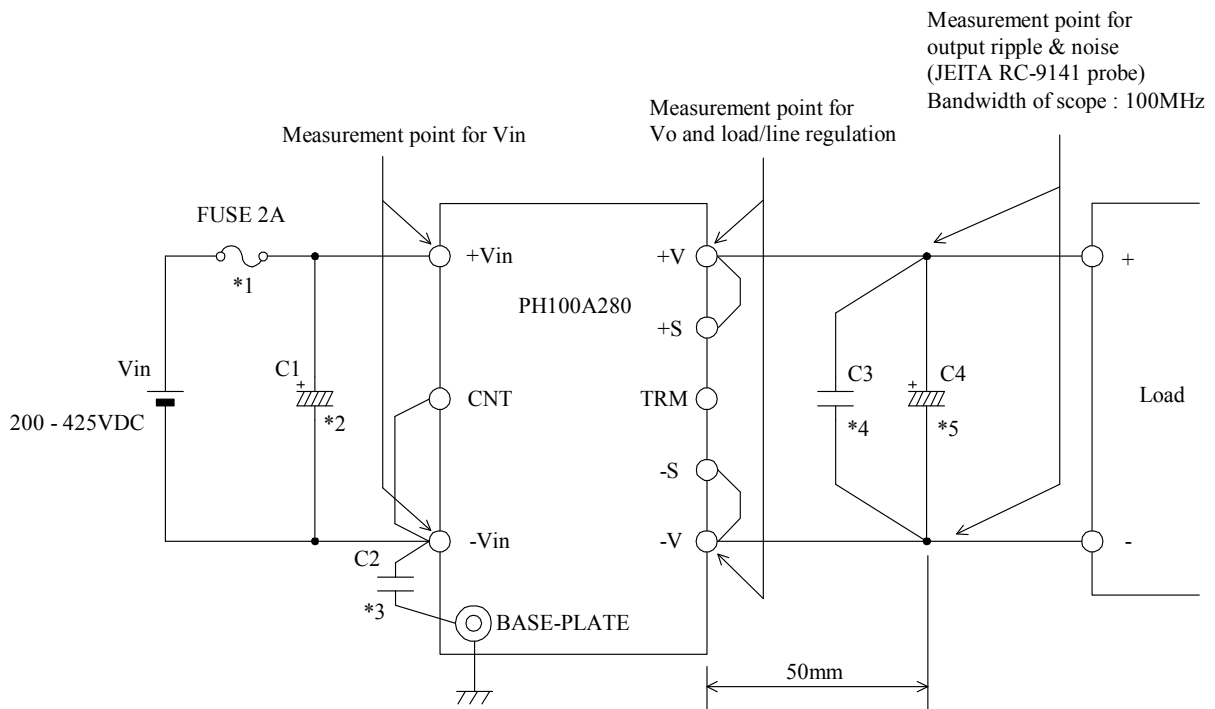 Measurement point for
output ripple & noise
(JEITA RC-9141 probe)
Bandwidth of scope : 100MHz
Measurement point for
Vo and load/line regulation
Measurement point for Vin
FUSE 2A
*1
+Vin
+V
+
PH100A280
+S
Vin
C1
+
CNT
TRM
C3
C4
+
Load
200 - 425VDC
*2
*4
*5
-S
-Vin
-V
-
C2
*3
BASE-PLATE
50mm